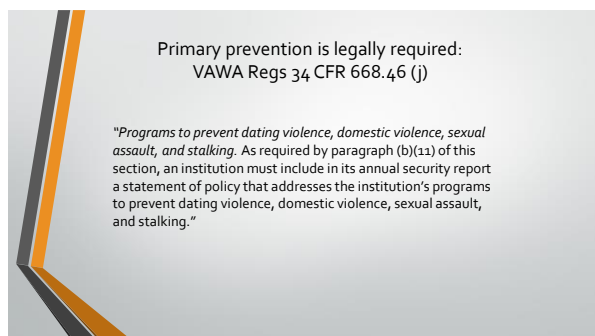 Primary prevention is legally required:
VAWA Regs 34 CFR 668.46 (j)
“Programs to prevent dating violence, domestic violence, sexual
assault, and stalking. As required by paragraph (b)(11) of this
section, an institution must include in its annual security report
a statement of policy that addresses the institution’s programs
to prevent dating violence, domestic violence, sexual assault,
and stalking.”